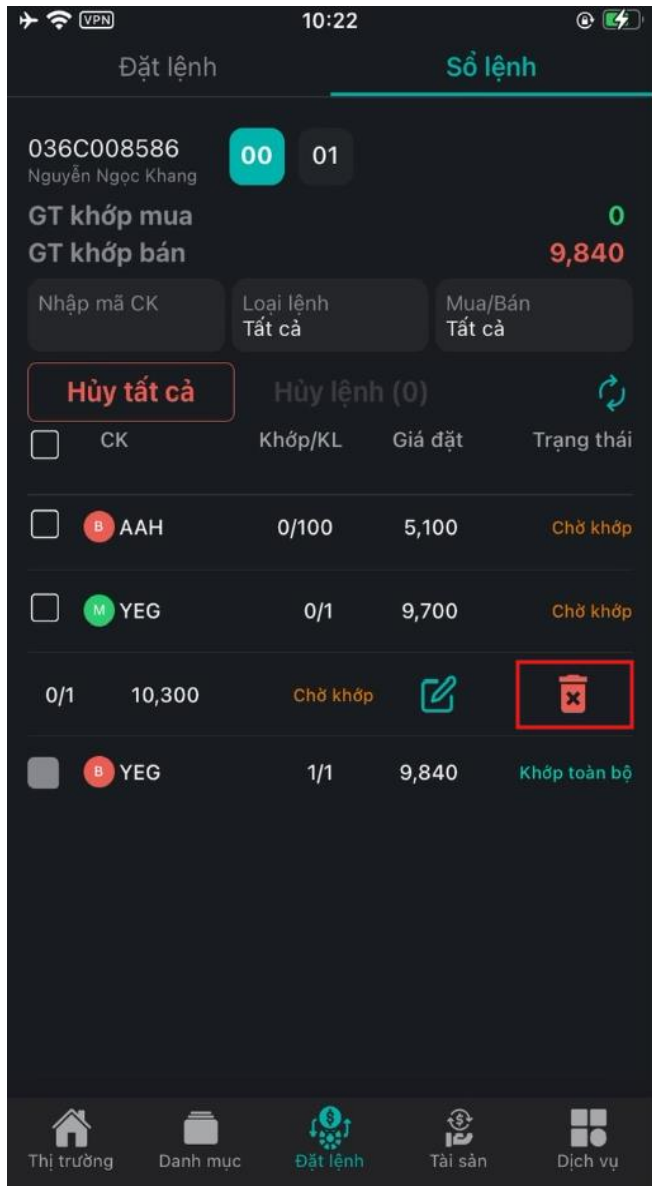 VPN 10:22
Đặt lệnh Sổ lệnh
036C008586 00 01
Nguyễn Ngọc Khang
GT khớp mua 0
GT khớp bán 9,840
Nhập mã CK Loại lệnh Mua/Bán
Tất cả Tất cả
Hủy tất cả Hủy lệnh (0)
CK Khớp/KL Giá đặt Trạng thái
B AAH 0/100 5,100 Chờ khớp
M YEG 0/1 9,700 Chờ khớp
0/1 10,300 Chờ khớp
B YEG 1/1 9,840 Khớp toàn bộ
Thị trường Danh mục Đặt lệnh Tài sản Dịch vụ